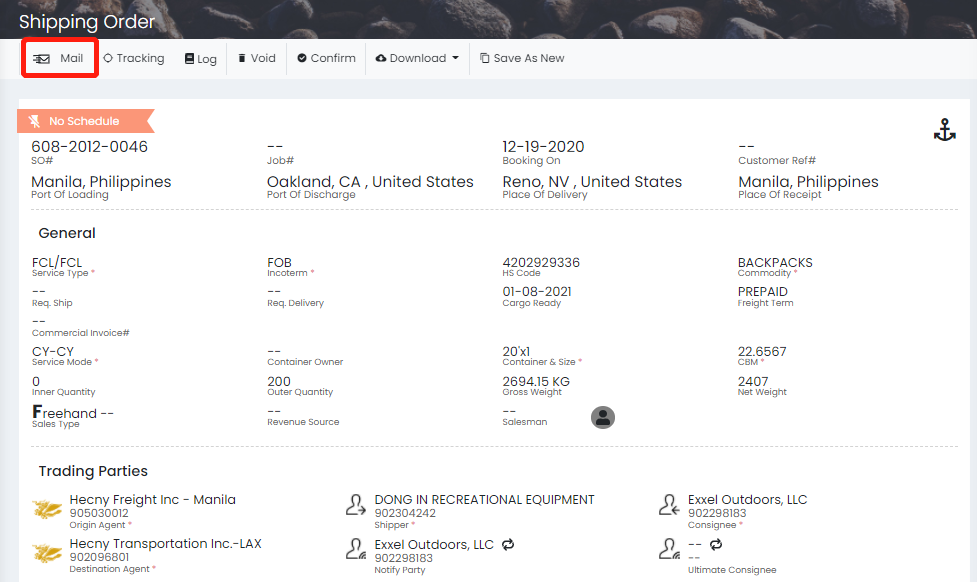 Shipping Order
Mail Tracking Log Void Confirm Download Save As New
No Schedule
608-2012-0046 -- 12-19-2020 --
SO# Job# Booking On Customer Ref#
Manila, Philippines Oakland, CA , United States Reno, NV , United States Manila, Philippines
Port Of Loading Port Of Discharge Place Of Delivery Place Of Receipt
General
FCL/FCL FOB 4202929336 BACKPACKS
Service Type * Incoterm * HS Code Commodity *
-- -- 01-08-2021 PREPAID
Req. Ship Req. Delivery Cargo Ready Freight Term
--
Commercial Invoice#
CY-CY -- 20'x1 22.6567
Service Mode * Container Owner Container & Size * CBM *
0 200 2694.15 KG 2407
Inner Quantity Outer Quantity Gross Weight Net Weight
Freehand -- -- --
Sales Type Revenue Source Salesman
Trading Parties
Hecny Freight Inc - Manila DONG IN RECREATIONAL EQUIPMENT Exxel Outdoors, LLC
905030012 902304242 902298183
Origin Agent * Shipper * Consignee *
Hecny Transportation Inc.-LAX Exxel Outdoors, LLC --
902096801 902298183 --
Destination Agent * Notify Party Ultimate Consignee